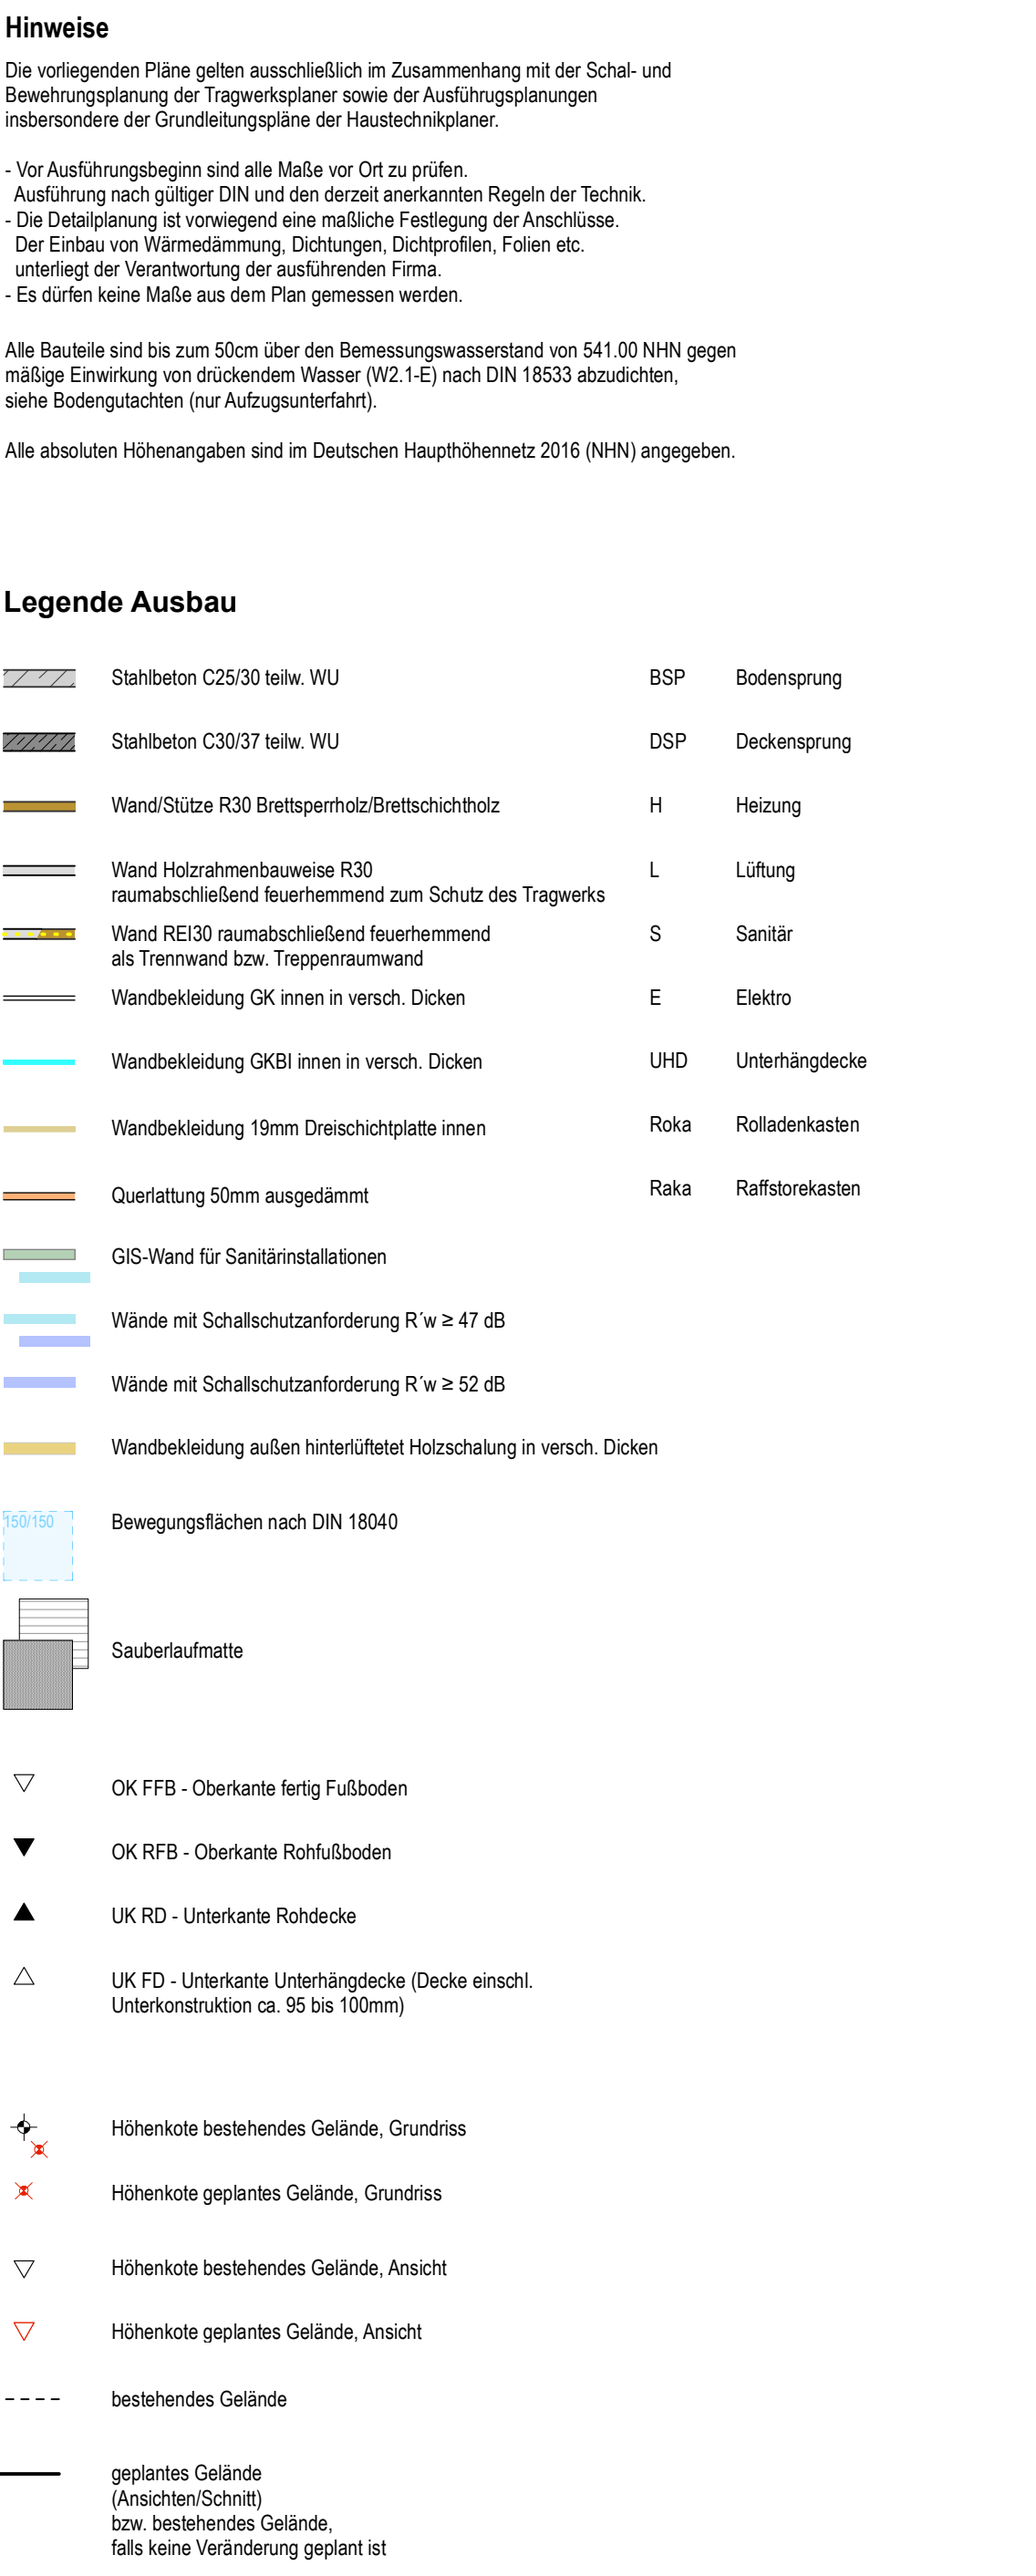 Hinweise
Die vorliegenden Pläne gelten ausschließlich im Zusammenhang mit der Schal- und
Bewehrungsplanung der Tragwerksplaner sowie der Ausführugsplanungen
insbersondere der Grundleitungspläne der Haustechnikplaner.
- Vor Ausführungsbeginn sind alle Maße vor Ort zu prüfen.
Ausführung nach gültiger DIN und den derzeit anerkannten Regeln der Technik.
- Die Detailplanung ist vorwiegend eine maßliche Festlegung der Anschlüsse.
Der Einbau von Wärmedämmung, Dichtungen, Dichtprofilen, Folien etc.
unterliegt der Verantwortung der ausführenden Firma.
- Es dürfen keine Maße aus dem Plan gemessen werden.
Alle Bauteile sind bis zum 50cm über den Bemessungswasserstand von 541.00 NHN gegen
mäßige Einwirkung von drückendem Wasser (W2.1-E) nach DIN 18533 abzudichten,
siehe Bodengutachten (nur Aufzugsunterfahrt).
Alle absoluten Höhenangaben sind im Deutschen Haupthöhennetz 2016 (NHN) angegeben.
Legende Ausbau
Stahlbeton C25/30 teilw. WU BSP Bodensprung
Stahlbeton C30/37 teilw. WU DSP Deckensprung
Wand/Stütze R30 Brettsperrholz/Brettschichtholz H Heizung
Wand Holzrahmenbauweise R30 L Lüftung
raumabschließend feuerhemmend zum Schutz des Tragwerks
Wand REI30 raumabschließend feuerhemmend S Sanitär
als Trennwand bzw. Treppenraumwand
Wandbekleidung GK innen in versch. Dicken E Elektro
Wandbekleidung GKBI innen in versch. Dicken UHD Unterhängdecke
Wandbekleidung 19mm Dreischichtplatte innen Roka Rolladenkasten
Querlattung 50mm ausgedämmt Raka Raffstorekasten
GIS-Wand für Sanitärinstallationen
Wände mit Schallschutzanforderung R´w ≥ 47 dB
Wände mit Schallschutzanforderung R´w ≥ 52 dB
Wandbekleidung außen hinterlüftetet Holzschalung in versch. Dicken
150/150 Bewegungsflächen nach DIN 18040
Sauberlaufmatte
OK FFB - Oberkante fertig Fußboden
OK RFB - Oberkante Rohfußboden
UK RD - Unterkante Rohdecke
UK FD - Unterkante Unterhängdecke (Decke einschl.
Unterkonstruktion ca. 95 bis 100mm)
Höhenkote bestehendes Gelände, Grundriss
Höhenkote geplantes Gelände, Grundriss
Höhenkote bestehendes Gelände, Ansicht
Höhenkote geplantes Gelände, Ansicht
bestehendes Gelände
geplantes Gelände
(Ansichten/Schnitt)
bzw. bestehendes Gelände,
falls keine Veränderung geplant ist